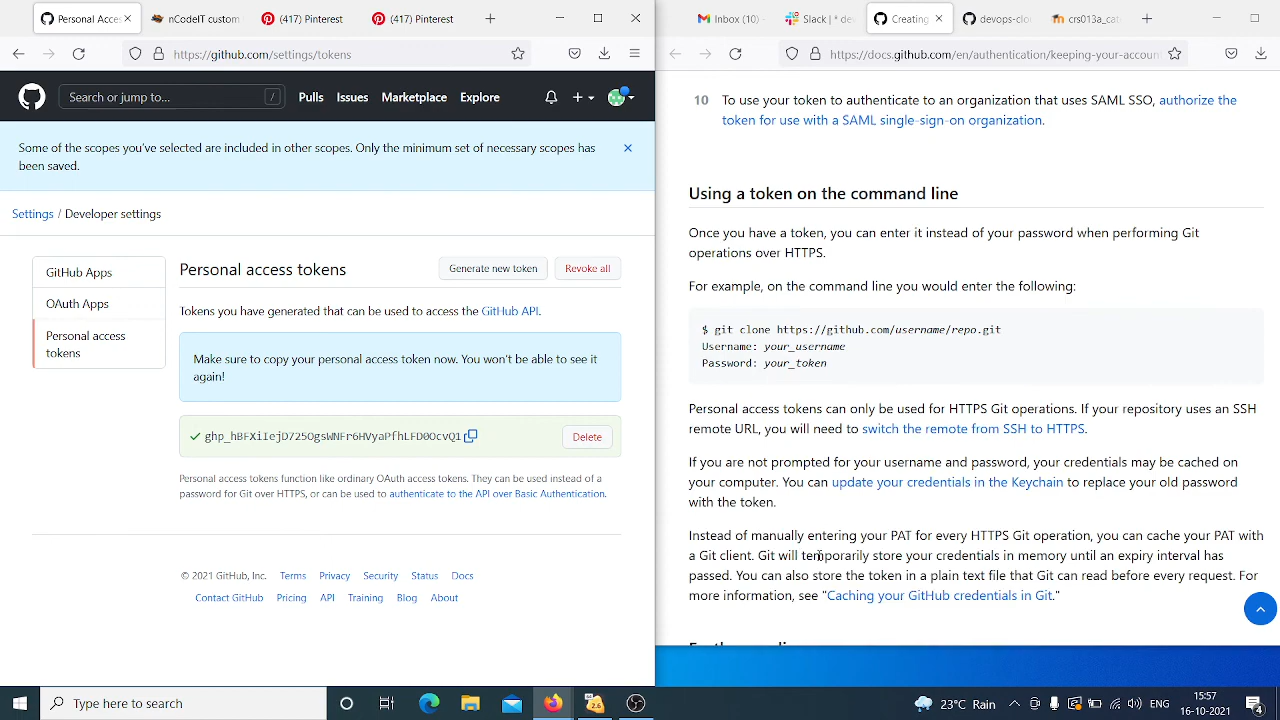 Personal Acces
nCodeIT custom
(417) Pinterest
(417) Pinterest
https://github.com/settings/tokens
Search or jump to...
/
Pulls
Issues
Marketplace
Explore
Some of the scopes you've selected are included in other scopes. Only the minimum set of necessary scopes has
been saved.
Settings / Developer settings
GitHub Apps
OAuth Apps
Personal access
tokens
Personal access tokens
Generate new token
Revoke all
Tokens you have generated that can be used to access the GitHub API.
Make sure to copy your personal access token now. You won't be able to see it
again!
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
Delete
Personal access tokens function like ordinary OAuth access tokens. They can be used instead of a
password for Git over HTTPS, or can be used to authenticate to the API over Basic Authentication.
© 2021 GitHub, Inc.
Terms
Privacy
Security
Status
Docs
Contact GitHub
Pricing
API
Training
Blog
About
Inbox (10) -
Slack | * de
Creating
devops-clo
crs013a_cat
https://docs.github.com/en/authentication/keeping-your-accoun
10 To use your token to authenticate to an organization that uses SAML SSO, authorize the
token for use with a SAML single-sign-on organization.
Using a token on the command line
Once you have a token, you can enter it instead of your password when performing Git
operations over HTTPS.
For example, on the command line you would enter the following:
$ git clone https://github.com/username/repo.git
Username: your_username
Password: your_token
Personal access tokens can only be used for HTTPS Git operations. If your repository uses an SSH
remote URL, you will need to switch the remote from SSH to HTTPS.
If you are not prompted for your username and password, your credentials may be cached on
your computer. You can update your credentials in the Keychain to replace your old password
with the token.
Instead of manually entering your PAT for every HTTPS Git operation, you can cache your PAT with
a Git client. Git will temporarily store your credentials in memory until an expiry interval has
passed. You can also store the token in a plain text file that Git can read before every request. For
more information, see "Caching your GitHub credentials in Git."
Type here to search
2.6
23°C Ran
ENG
15:57
16-10-2021
4